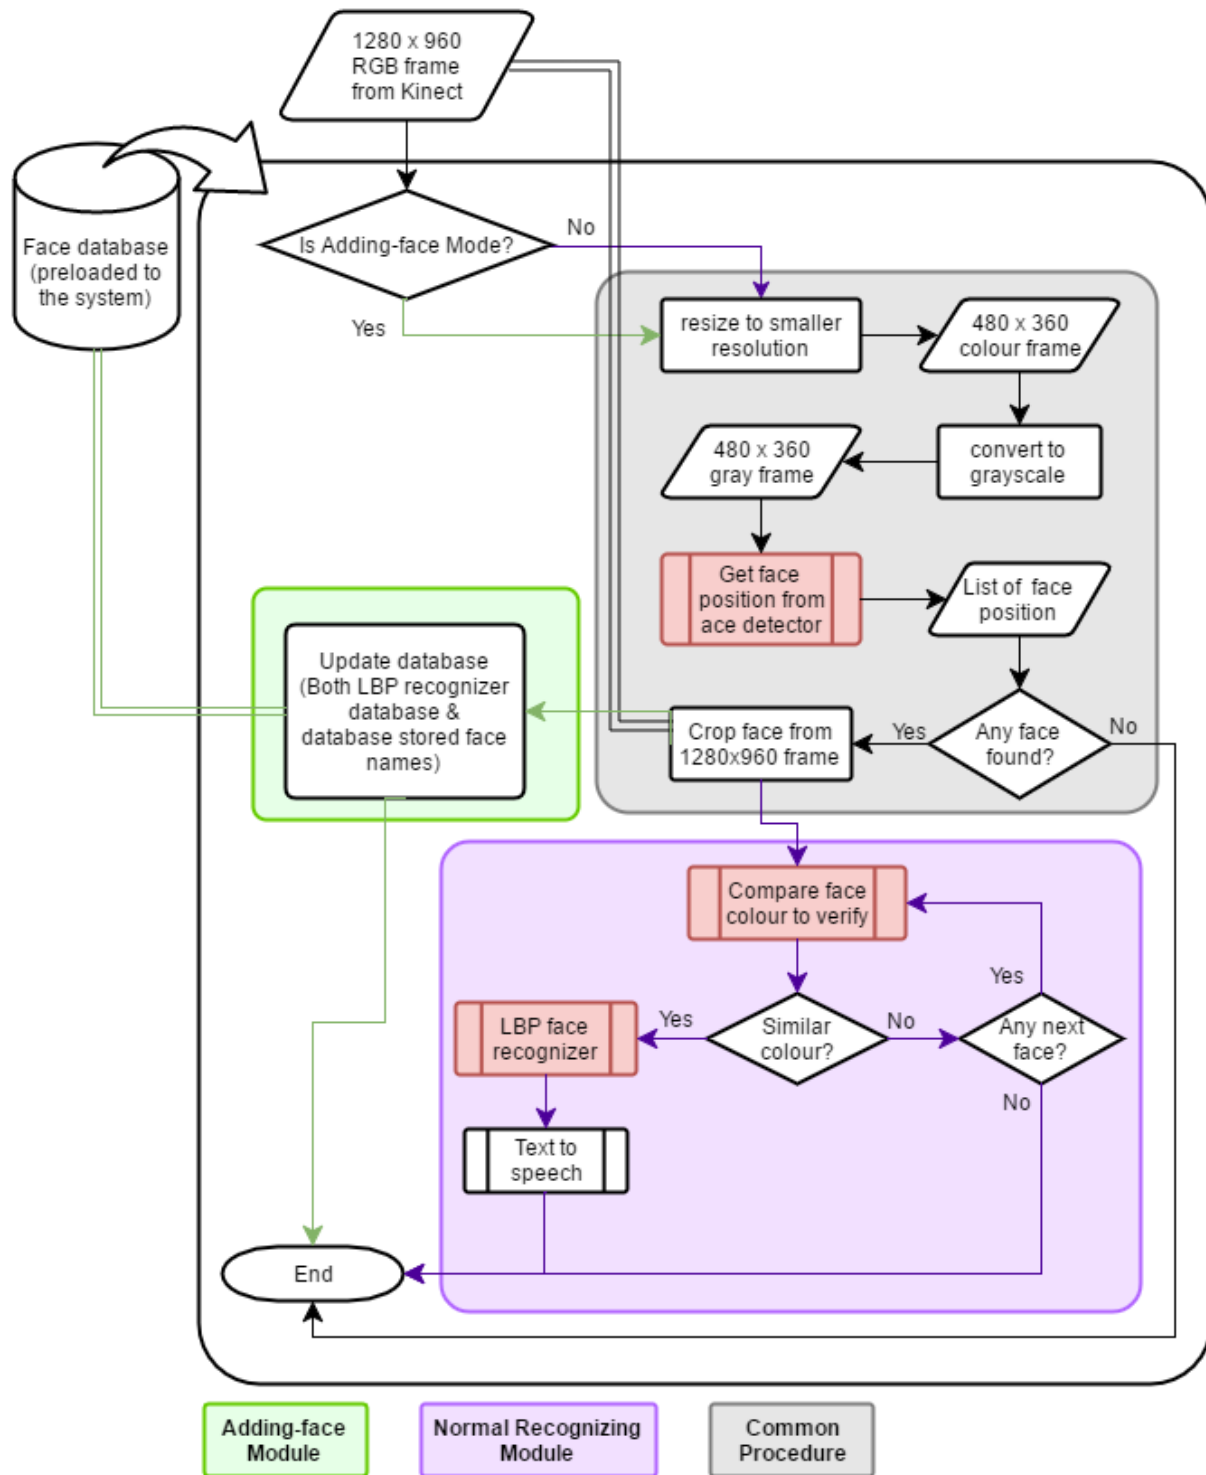 1280 x 960
RGB frame
from Kinect
Face database
(preloaded to
the system)
Is Adding-face Mode?
No
Yes
resize to smaller
resolution
480 x 360
colour frame
convert to
grayscale
480 x 360
gray frame
Get face
position from
ace detector
List of face
position
Any face
found?
No
Yes
Crop face from
1280x960 frame
Update database
(Both LBP recognizer
database &
database stored face
names)
Compare face
colour to verify
Similar
colour?
Yes
No
Any next
face?
Yes
No
LBP face
recognizer
Text to
speech
End
Adding-face
Module
Normal Recognizing
Module
Common
Procedure